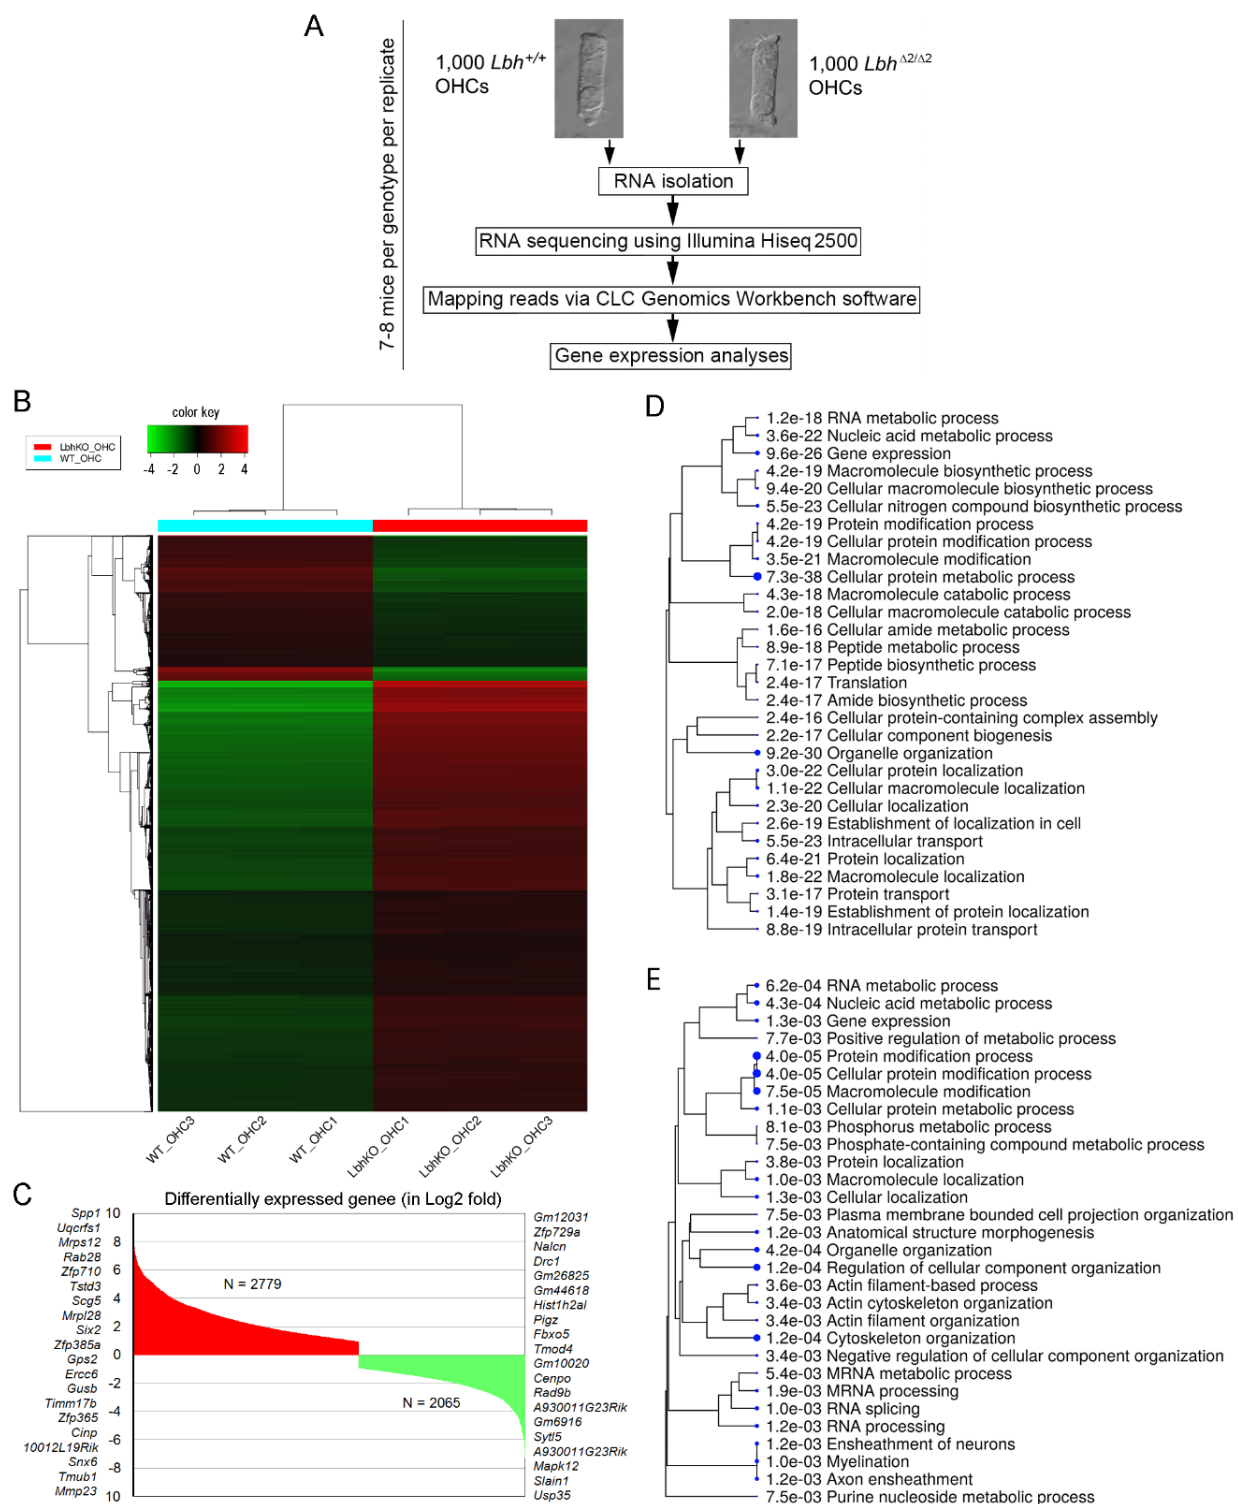 A
7-8 mice per genotype per replicate
1,000 Lbh+/+
OHCs
1,000 LbhΔ2/Δ2
OHCs
RNA isolation
RNA sequencing using Illumina Hiseq 2500
Mapping reads via CLC Genomics Workbench software
Gene expression analyses
B
LbhKO_OHC
WT_OHC
color key
-4 -2 0 2 4
WT_OHC3
WT_OHC2
WT_OHC1
LbhKO_OHC1
LbhKO_OHC2
LbhKO_OHC3
C
Differentially expressed genee (in Log2 fold)
Spp1
Uqcrfs1
Mrps12
Rab28
Zfp710
Tstd3
Scg5
Mrpl28
Six2
Zfp385a
Gps2
Ercc6
Gusb
Timm17b
Zfp365
Cinp
10012L19Rik
Snx6
Tmub1
Mmp23
10
8
6
4
2
0
-2
-4
-6
-8
10
N = 2779
N = 2065
Gm12031
Zfp729a
Nalcn
Drc1
Gm26825
Gm44618
Hist1h2al
Pigz
Fbxo5
Tmod4
Gm10020
Cenpo
Rad9b
A930011G23Rik
Gm6916
Sytl5
A930011G23Rik
Mapk12
Slain1
Usp35
D
1.2e-18 RNA metabolic process
3.6e-22 Nucleic acid metabolic process
9.6e-26 Gene expression
4.2e-19 Macromolecule biosynthetic process
9.4e-20 Cellular macromolecule biosynthetic process
5.5e-23 Cellular nitrogen compound biosynthetic process
4.2e-19 Protein modification process
4.2e-19 Cellular protein modification process
3.5e-21 Macromolecule modification
7.3e-38 Cellular protein metabolic process
4.3e-18 Macromolecule catabolic process
2.0e-18 Cellular macromolecule catabolic process
1.6e-16 Cellular amide metabolic process
8.9e-18 Peptide metabolic process
7.1e-17 Peptide biosynthetic process
2.4e-17 Translation
2.4e-17 Amide biosynthetic process
2.4e-16 Cellular protein-containing complex assembly
2.2e-17 Cellular component biogenesis
9.2e-30 Organelle organization
3.0e-22 Cellular protein localization
1.1e-22 Cellular macromolecule localization
2.3e-20 Cellular localization
2.6e-19 Establishment of localization in cell
5.5e-23 Intracellular transport
6.4e-21 Protein localization
1.8e-22 Macromolecule localization
3.1e-17 Protein transport
1.4e-19 Establishment of protein localization
8.8e-19 Intracellular protein transport
E
6.2e-04 RNA metabolic process
4.3e-04 Nucleic acid metabolic process
1.3e-03 Gene expression
7.7e-03 Positive regulation of metabolic process
4.0e-05 Protein modification process
4.0e-05 Cellular protein modification process
7.5e-05 Macromolecule modification
1.1e-03 Cellular protein metabolic process
8.1e-03 Phosphorus metabolic process
7.5e-03 Phosphate-containing compound metabolic process
3.8e-03 Protein localization
1.0e-03 Macromolecule localization
1.3e-03 Cellular localization
7.5e-03 Plasma membrane bounded cell projection organization
1.2e-03 Anatomical structure morphogenesis
4.2e-04 Organelle organization
1.2e-04 Regulation of cellular component organization
3.6e-03 Actin filament-based process
3.4e-03 Actin cytoskeleton organization
3.4e-03 Actin filament organization
1.2e-04 Cytoskeleton organization
3.4e-03 Negative regulation of cellular component organization
5.4e-03 MRNA metabolic process
1.9e-03 MRNA processing
1.0e-03 RNA splicing
1.2e-03 RNA processing
1.2e-03 Ensheathment of neurons
1.0e-03 Myelination
1.2e-03 Axon ensheathment
7.5e-03 Purine nucleoside metabolic process